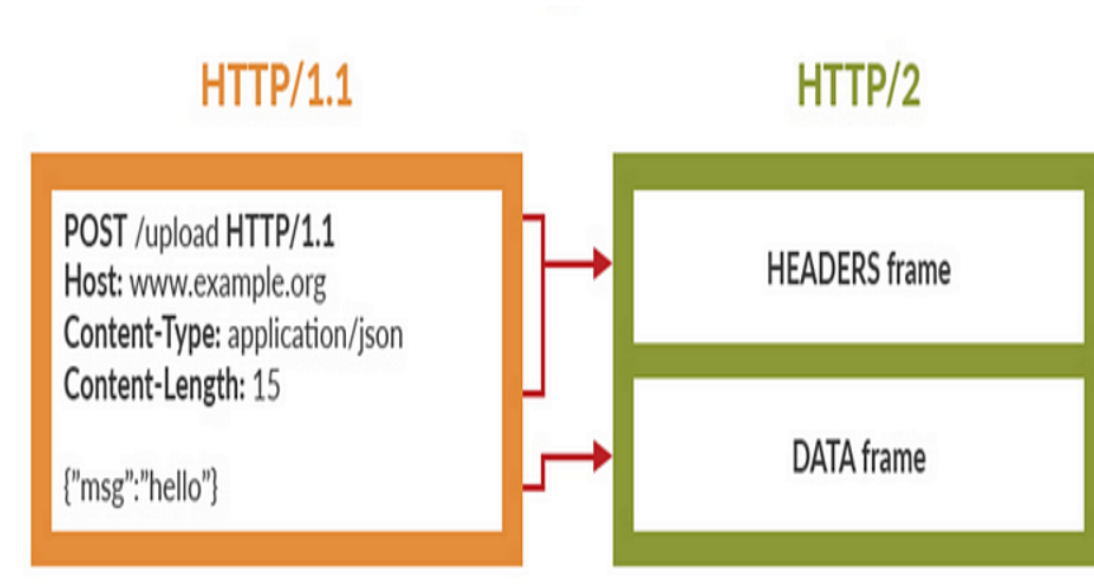 HTTP/1.1
POST /upload HTTP/1.1
Host: www.example.org
Content-Type: application/json
Content-Length: 15
{”msg”:”hello”}
HTTP/2
HEADERS frame
DATA frame